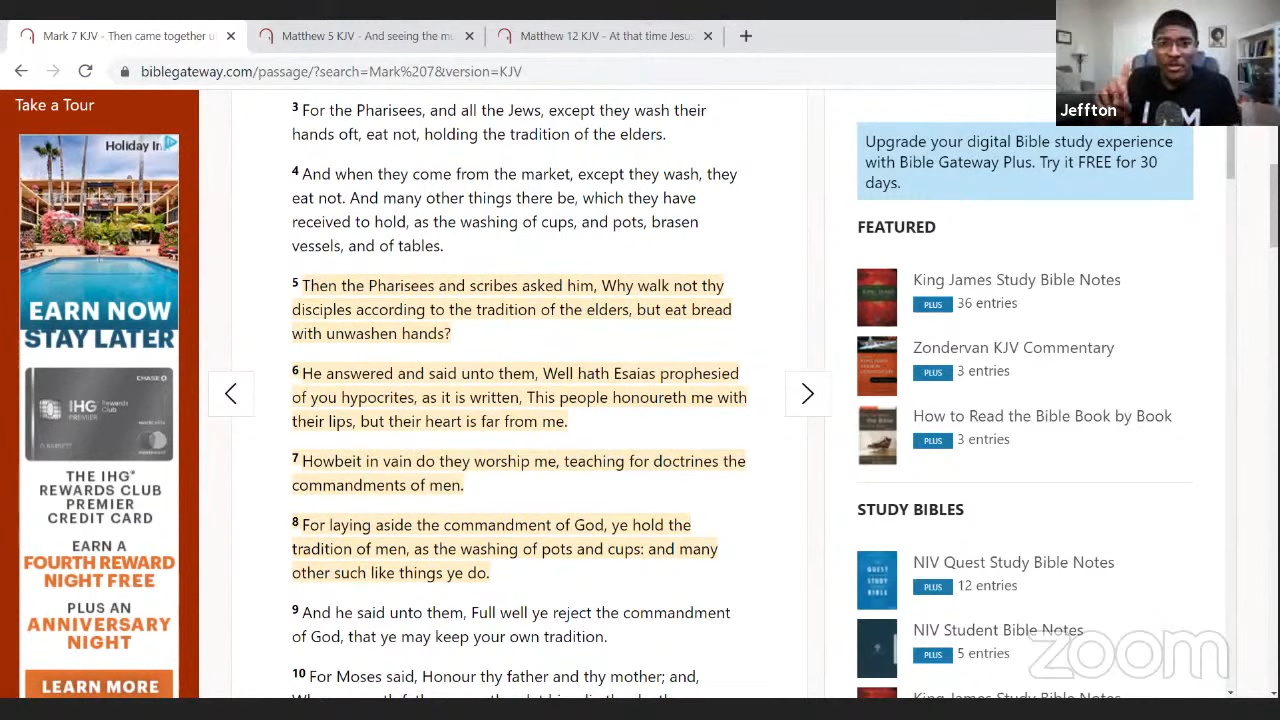 Mark 7 KJV - Then came together u
Matthew 5 KJV - And seeing the mu
Matthew 12 KJV - At that time Jesus
biblegateway.com/passage/?search=Mark%207&version=KJV
Jeffton
Take a Tour
Holiday In
EARN NOW
STAY LATER
CHASE
IHG
Rewards
Club
PREMIER
THE IHG®
REWARDS CLUB
PREMIER
CREDIT CARD
EARN A
FOURTH REWARD
NIGHT FREE
PLUS AN
ANNIVERSARY
NIGHT
LEARN MORE
3 For the Pharisees, and all the Jews, except they wash their
hands oft, eat not, holding the tradition of the elders.
4 And when they come from the market, except they wash, they
eat not. And many other things there be, which they have
received to hold, as the washing of cups, and pots, brasen
vessels, and of tables.
5 Then the Pharisees and scribes asked him, Why walk not thy
disciples according to the tradition of the elders, but eat bread
with unwashen hands?
6 He answered and said unto them, Well hath Esaias prophesied
of you hypocrites, as it is written, This people honoureth me with
their lips, but their heart is far from me.
7 Howbeit in vain do they worship me, teaching for doctrines the
commandments of men.
8 For laying aside the commandment of God, ye hold the
tradition of men, as the washing of pots and cups: and many
other such like things ye do.
9 And he said unto them, Full well ye reject the commandment
of God, that ye may keep your own tradition.
10 For Moses said, Honour thy father and thy mother; and,
Upgrade your digital Bible study experience
with Bible Gateway Plus. Try it FREE for 30
days.
FEATURED
King James Study Bible Notes
PLUS 36 entries
Zondervan KJV Commentary
PLUS 3 entries
How to Read the Bible Book by Book
PLUS 3 entries
STUDY BIBLES
QUEST
STUDY
BIBLE
NIV Quest Study Bible Notes
PLUS 12 entries
NIV Student Bible Notes
PLUS 5 entries
King James Study Bible Notes
zoom